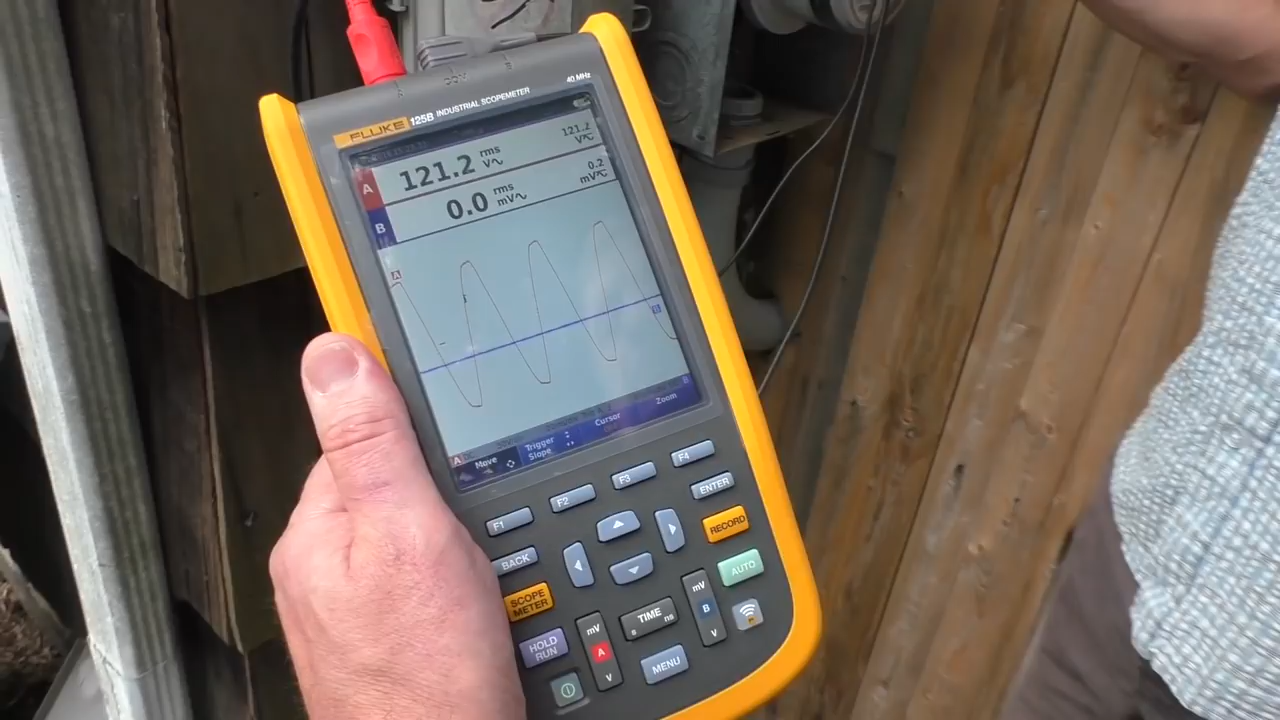 40 MHz
FLUKE 125B INDUSTRIAL SCOPEMETER
A 121.2 rms V~ 121.2 V
B 0.0 rms mV~ 0.2 mV
A
B
A B
Move Trigger Slope Cursor Zoom
F1 F2 F3 F4
BACK ENTER
SCOPE METER RECORD
HOLD RUN mV A V s TIME ns mV B V AUTO
MENU